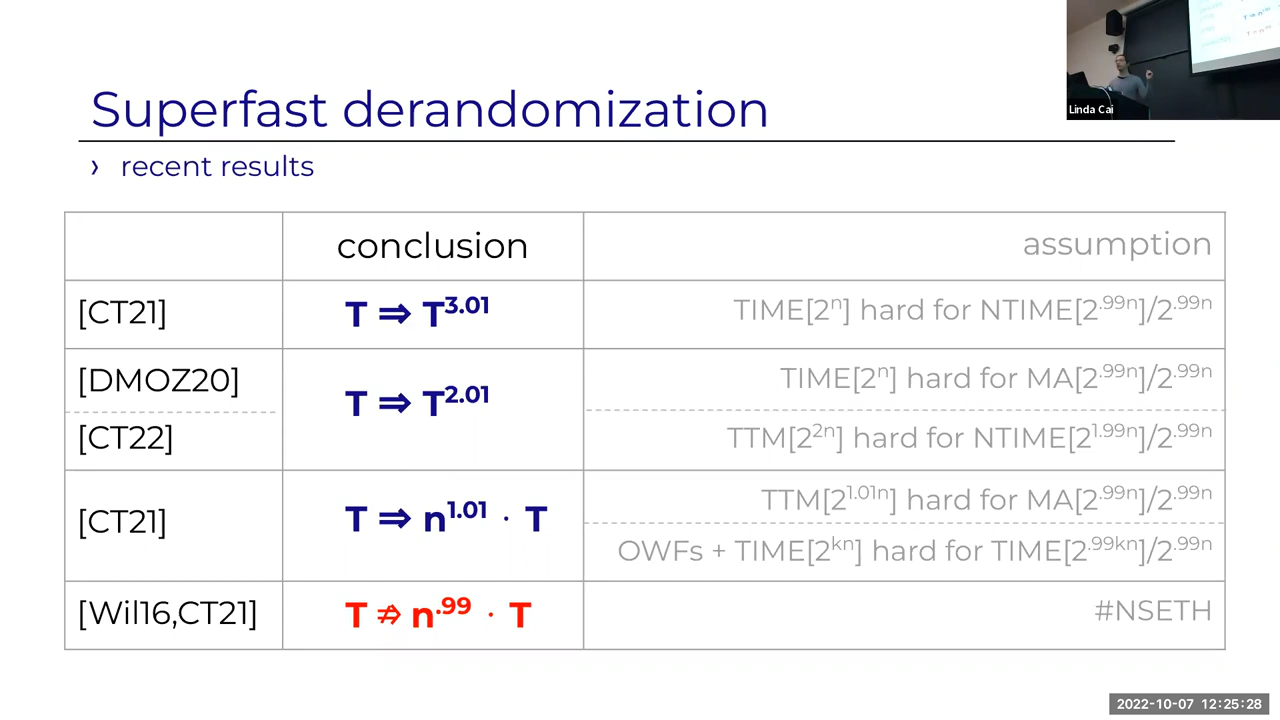 Superfast derandomization
› recent results
conclusion assumption
[CT21] T ⇒ T^3.01 TIME[2^n] hard for NTIME[2^.99n]/2^.99n
[DMOZ20] TIME[2^n] hard for MA[2^.99n]/2^.99n
T ⇒ T^2.01
[CT22] TTM[2^2n] hard for NTIME[2^1.99n]/2^.99n
TTM[2^1.01n] hard for MA[2^.99n]/2^.99n
[CT21] T ⇒ n^1.01 · T
OWFs + TIME[2^kn] hard for TIME[2^.99kn]/2^.99n
[Wil16,CT21] T ⇏ n^.99 · T #NSETH
Linda Cai
2022-10-07 12:25:28